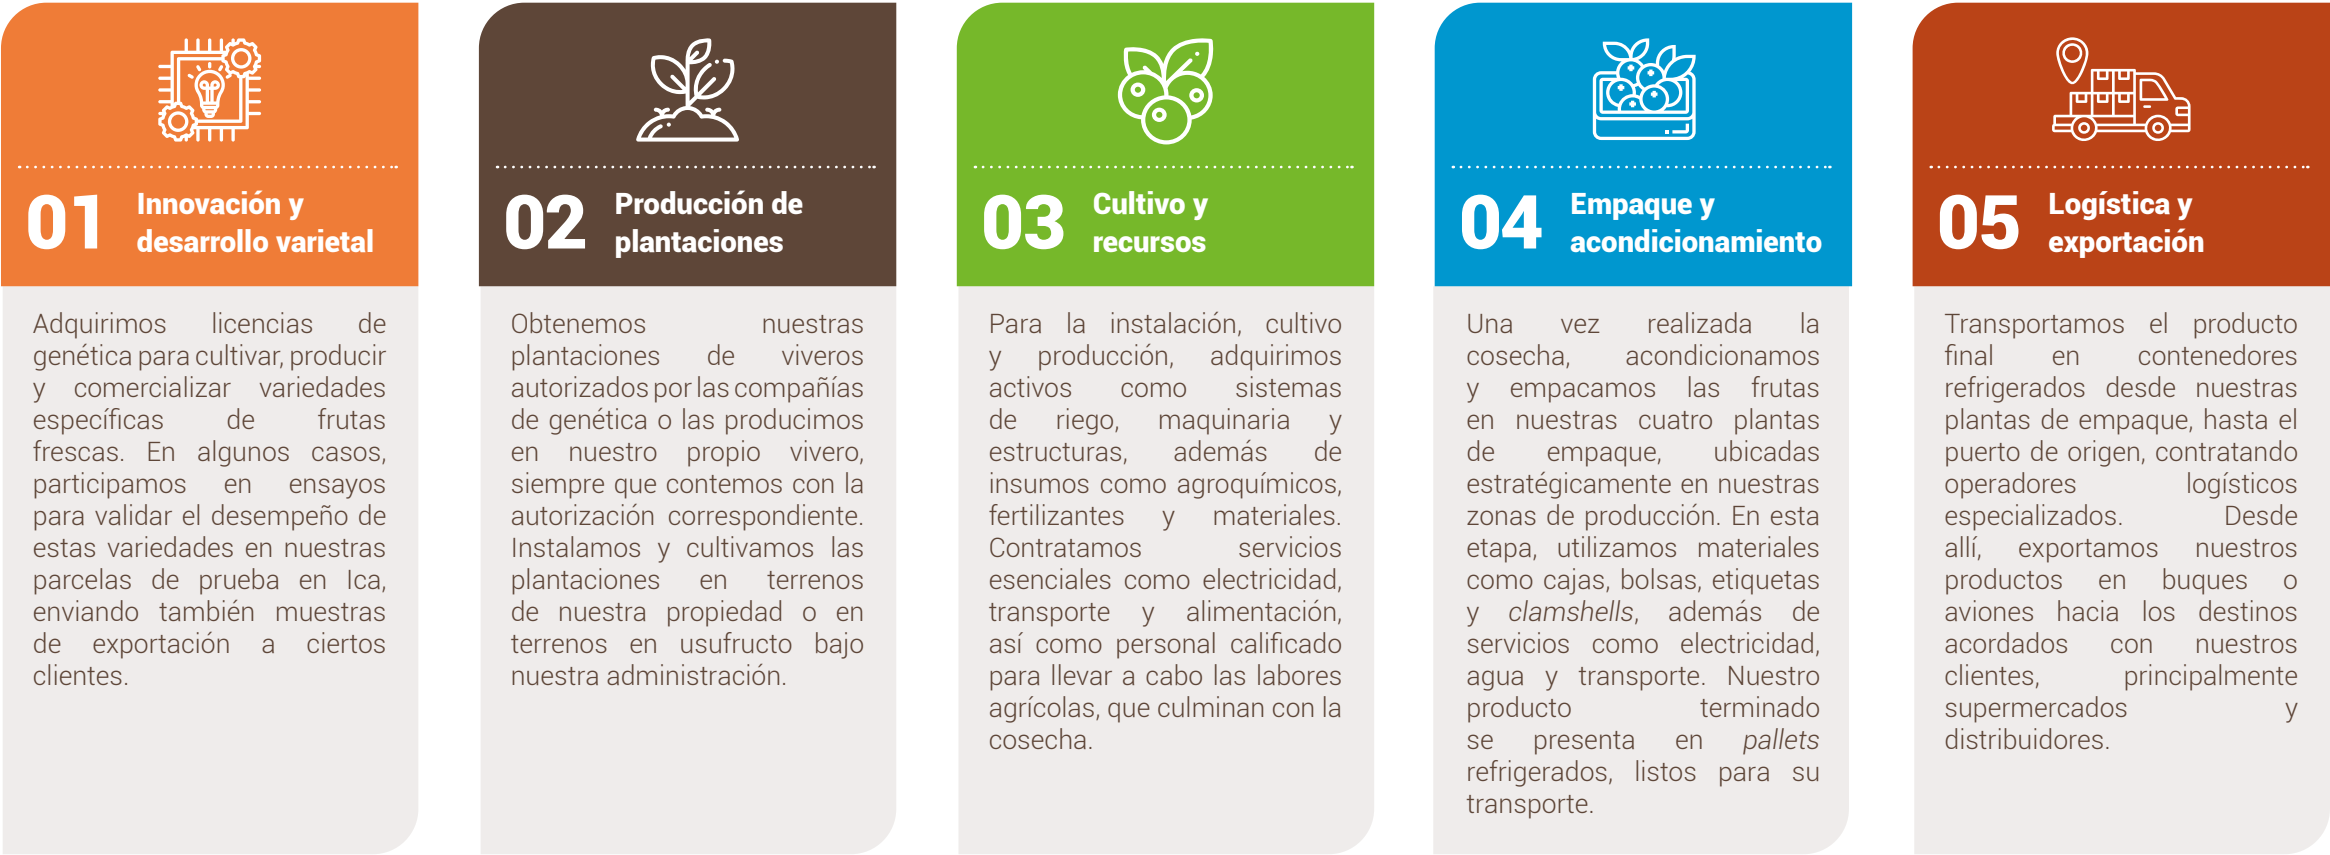 01
Innovación y
desarrollo varietal
Adquirimos licencias de
genética para cultivar, producir
y comercializar variedades
específicas de frutas
frescas. En algunos casos,
participamos en ensayos
para validar el desempeño de
estas variedades en nuestras
parcelas de prueba en Ica,
enviando también muestras
de exportación a ciertos
clientes.
02
Producción de
plantaciones
Obtenemos nuestras
plantaciones de viveros
autorizados por las compañías
de genética o las producimos
en nuestro propio vivero,
siempre que contemos con la
autorización correspondiente.
Instalamos y cultivamos las
plantaciones en terrenos
de nuestra propiedad o en
terrenos en usufructo bajo
nuestra administración.
03
Cultivo y
recursos
Para la instalación, cultivo
y producción, adquirimos
activos como sistemas
de riego, maquinaria y
estructuras, además de
insumos como agroquímicos,
fertilizantes y materiales.
Contratamos servicios
esenciales como electricidad,
transporte y alimentación,
así como personal calificado
para llevar a cabo las labores
agrícolas, que culminan con la
cosecha.
04
Empaque y
acondicionamiento
Una vez realizada la
cosecha, acondicionamos
y empacamos las frutas
en nuestras cuatro plantas
de empaque, ubicadas
estratégicamente en nuestras
zonas de producción. En esta
etapa, utilizamos materiales
como cajas, bolsas, etiquetas
y clamshells, además de
servicios como electricidad,
agua y transporte. Nuestro
producto terminado
se presenta en pallets
refrigerados, listos para su
transporte.
05
Logística y
exportación
Transportamos el producto
final en contenedores
refrigerados desde nuestras
plantas de empaque, hasta el
puerto de origen, contratando
operadores logísticos
especializados. Desde
allí, exportamos nuestros
productos en buques o
aviones hacia los destinos
acordados con nuestros
clientes, principalmente
supermercados y
distribuidores.